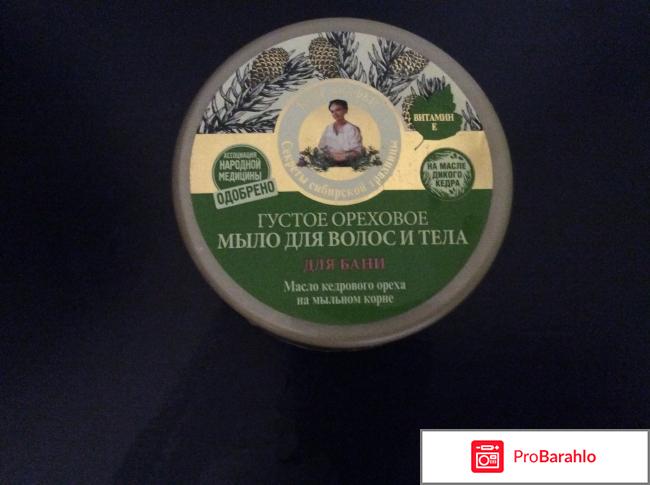 Секреты сибирской травницы
ВИТАМИН
Е
АССОЦИАЦИЯ
НАРОДНОЙ
МЕДИЦИНЫ
ОДОБРЕНО
НА МАСЛЕ
ДИКОГО
КЕДРА
ГУСТОЕ ОРЕХОВОЕ
МЫЛО ДЛЯ ВОЛОС И ТЕЛА
ДЛЯ БАНИ
Масло кедрового ореха
на мыльном корне
ProBarahlo